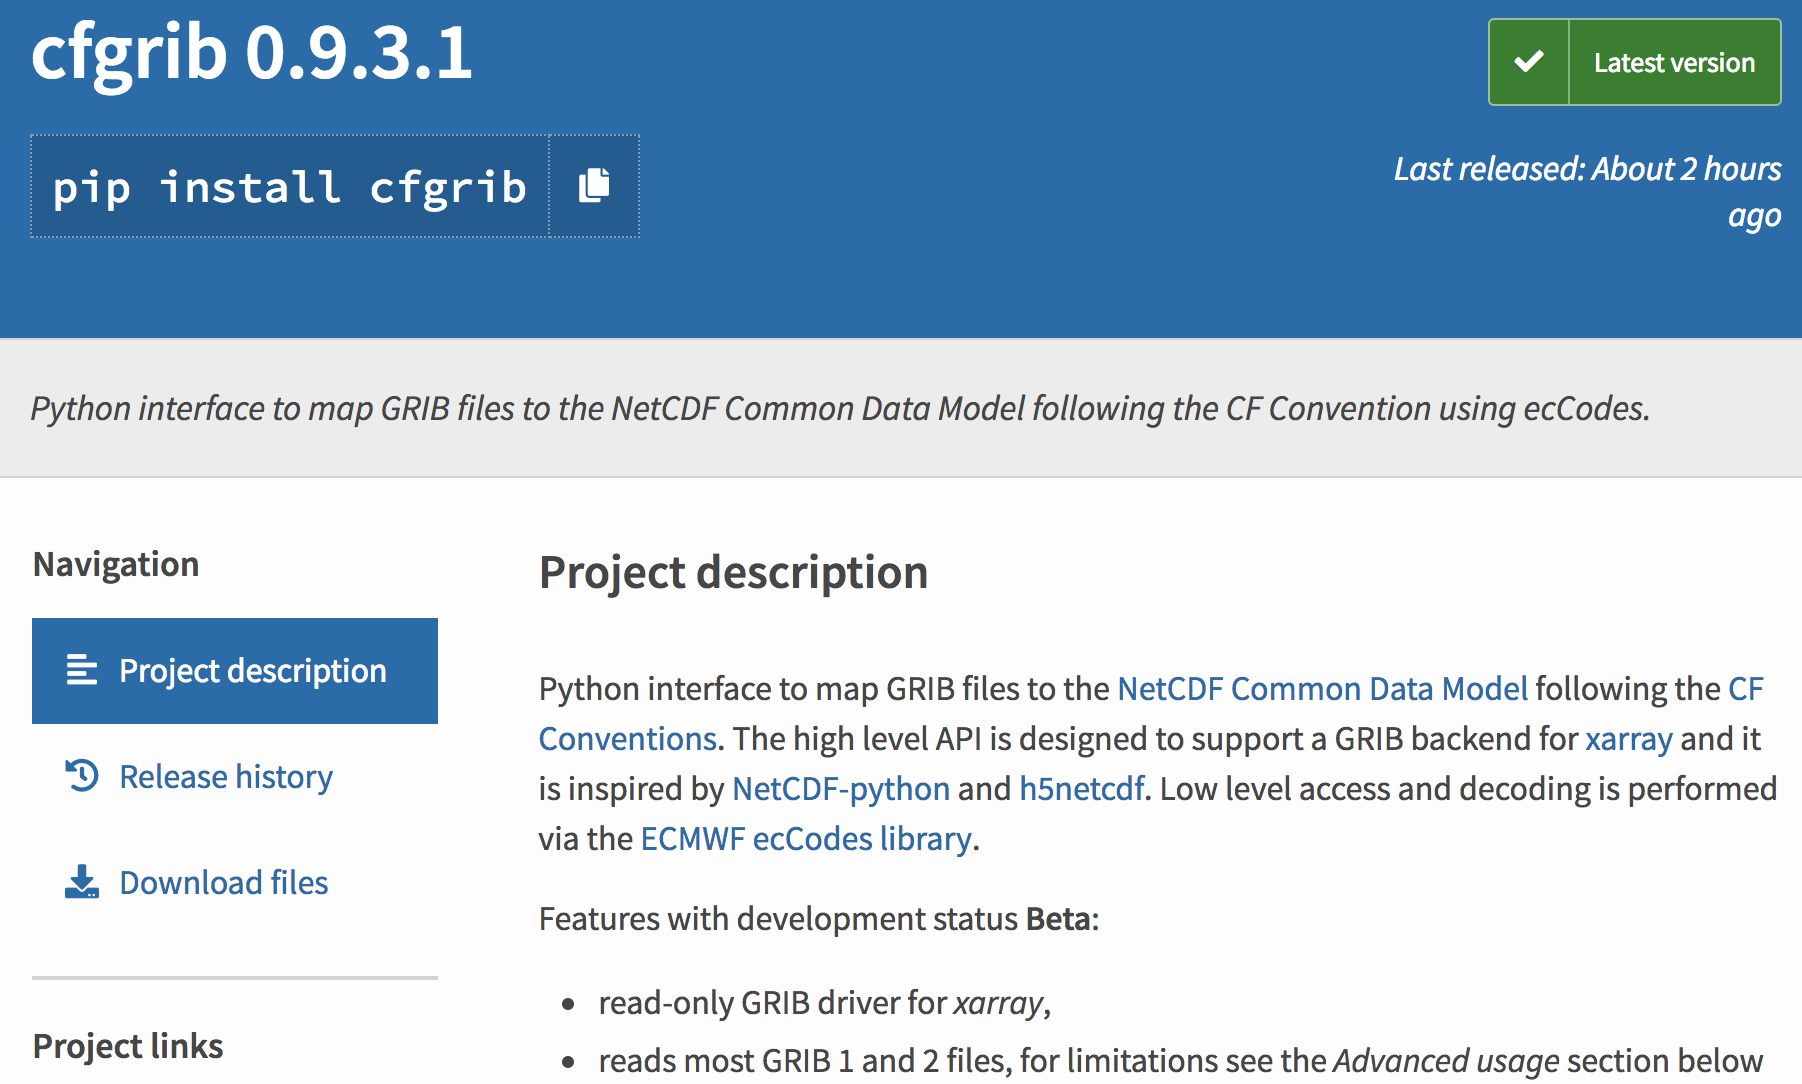 cfgrib 0.9.3.1
Latest version
pip install cfgrib
Last released: About 2 hours
ago
Python interface to map GRIB files to the NetCDF Common Data Model following the CF Convention using ecCodes.
Navigation
Project description
Release history
Download files
Project links
Project description
Python interface to map GRIB files to the NetCDF Common Data Model following the CF
Conventions. The high level API is designed to support a GRIB backend for xarray and it
is inspired by NetCDF-python and h5netcdf. Low level access and decoding is performed
via the ECMWF ecCodes library.
Features with development status Beta:
• read-only GRIB driver for xarray,
• reads most GRIB 1 and 2 files, for limitations see the Advanced usage section below